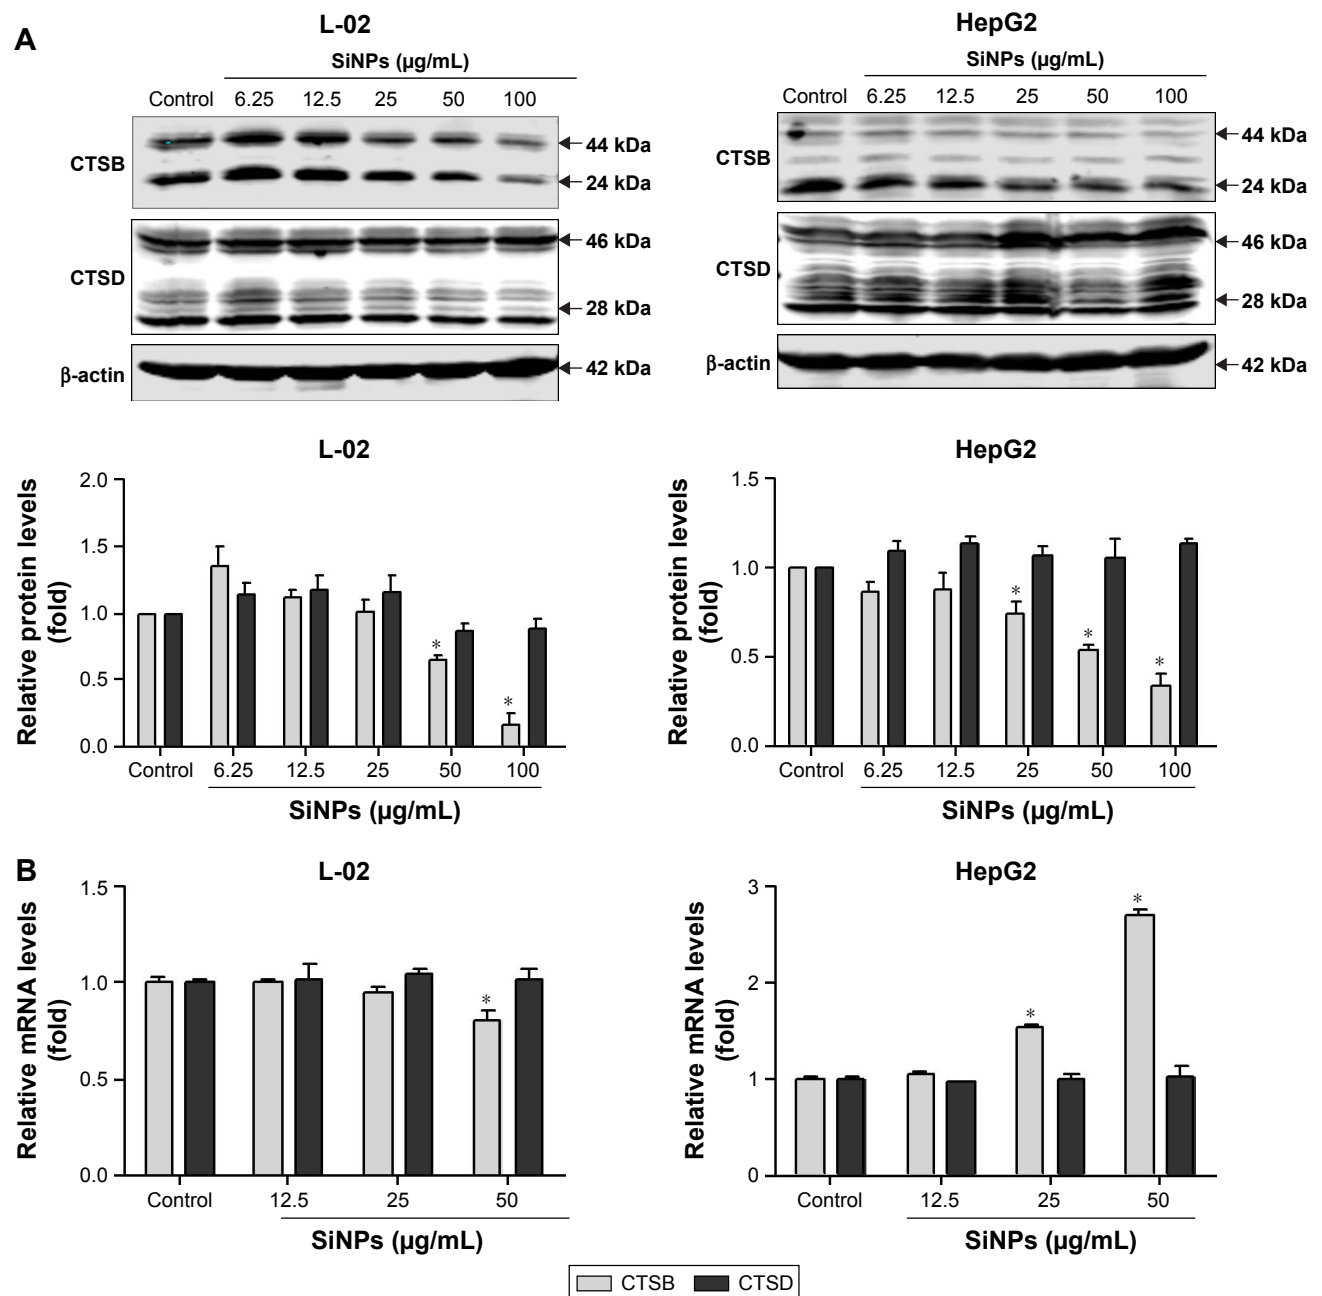 A
L-02
SiNPs (µg/mL)
Control 6.25 12.5 25 50 100
CTSB
44 kDa
24 kDa
CTSD
46 kDa
28 kDa
β-actin
42 kDa
HepG2
SiNPs (µg/mL)
Control 6.25 12.5 25 50 100
CTSB
44 kDa
24 kDa
CTSD
46 kDa
28 kDa
β-actin
42 kDa
L-02
Relative protein levels
(fold)
2.0
1.5
1.0
0.5
0.0
*
*
Control 6.25 12.5 25 50 100
SiNPs (µg/mL)
HepG2
Relative protein levels
(fold)
1.5
1.0
0.5
0.0
*
*
*
Control 6.25 12.5 25 50 100
SiNPs (µg/mL)
B
L-02
Relative mRNA levels
(fold)
1.5
1.0
0.5
0.0
*
Control 12.5 25 50
SiNPs (µg/mL)
HepG2
Relative mRNA levels
(fold)
3
2
1
0
*
*
Control 12.5 25 50
SiNPs (µg/mL)
CTSB CTSD